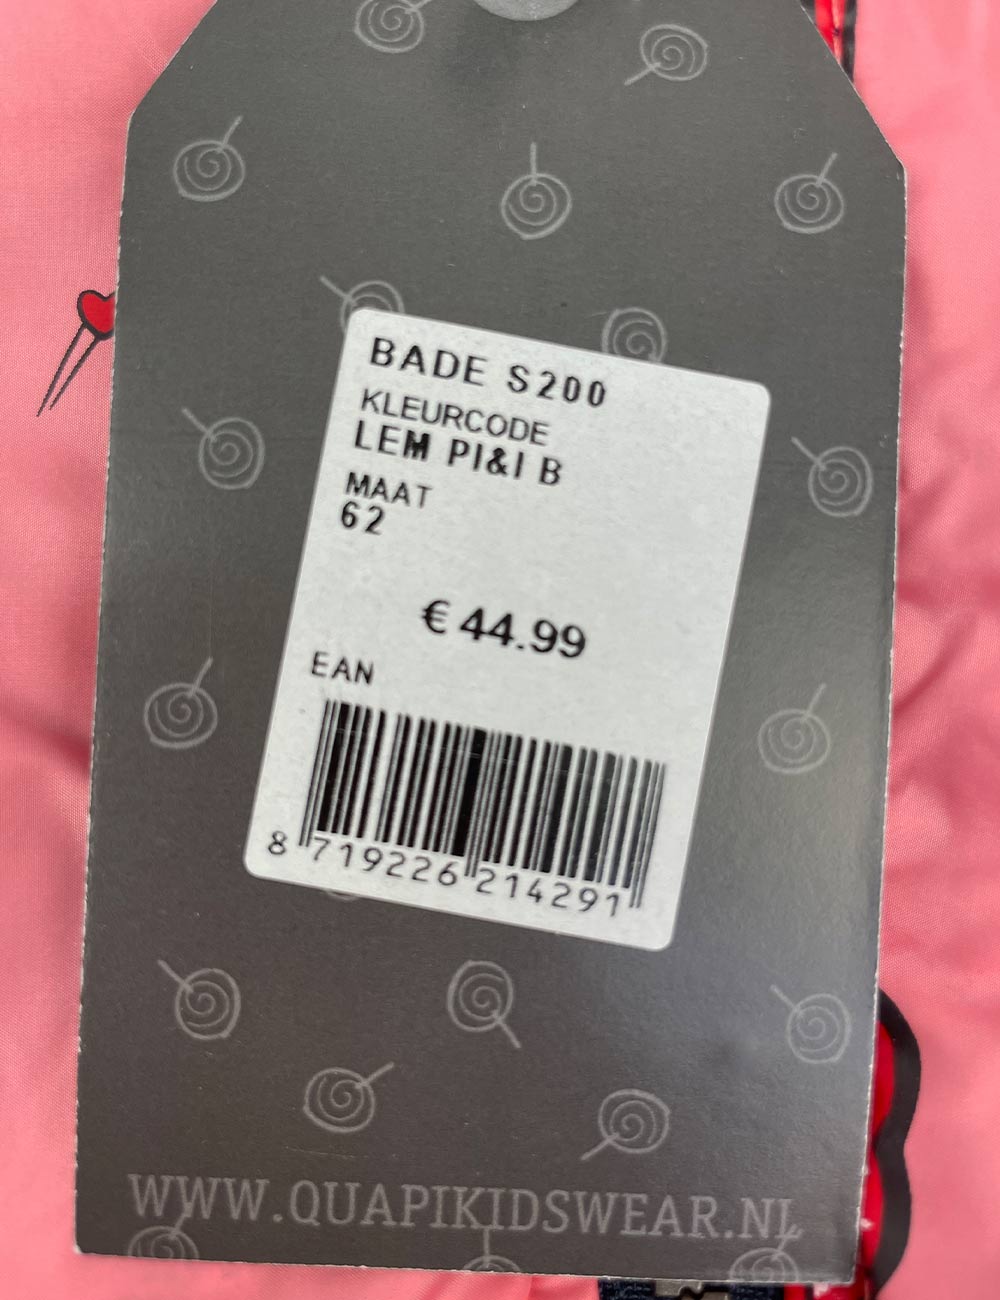 BADE S200
KLEURCODE
LEM PI&I B
MAAT
62
€ 44.99
EAN
8 719226 214291
WWW.QUAPIKIDSWEAR.NL